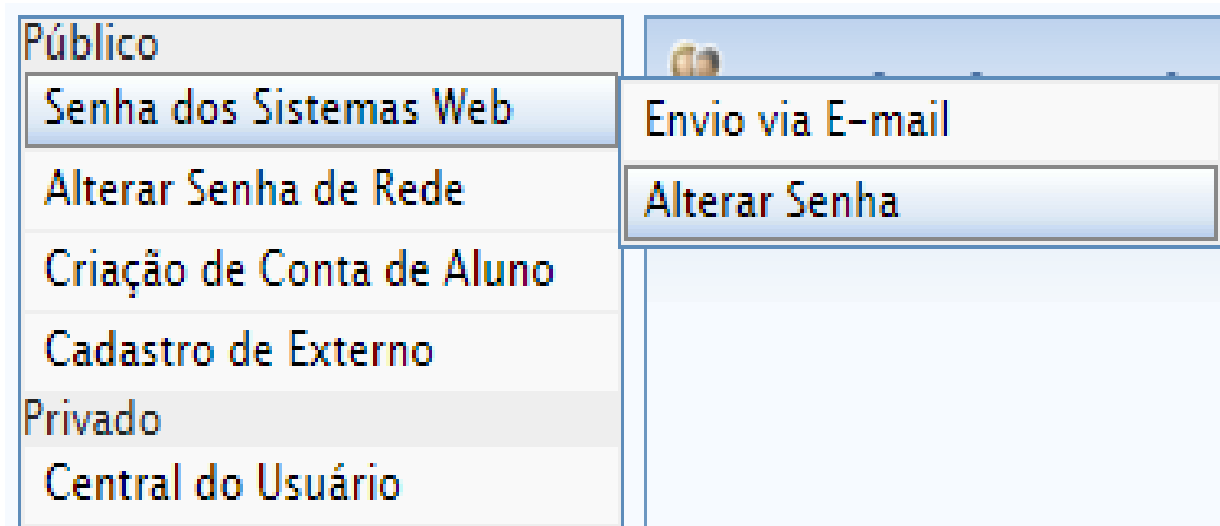 Público
Senha dos Sistemas Web
Alterar Senha de Rede
Criação de Conta de Aluno
Cadastro de Externo
Privado
Central do Usuário
Envio via E-mail
Alterar Senha